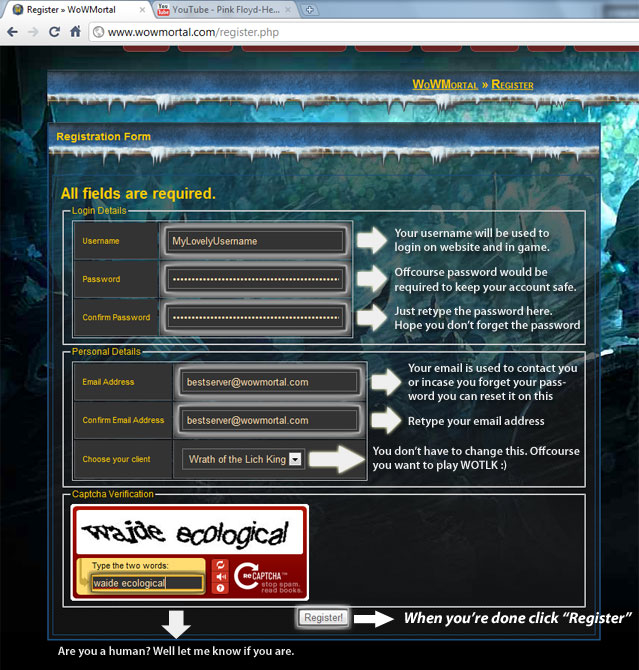 Register » WoWMortal
YouTube - Pink Floyd-He...
www.wowmortal.com/register.php
WoWMortal » Register
Registration Form
All fields are required.
Login Details
Username
MyLovelyUsername
Your username will be used to
login on website and in game.
Password
Offcourse password would be
required to keep your account safe.
Confirm Password
Just retype the password here.
Hope you don't forget the password
Personal Details
Email Address
bestserver@wowmortal.com
Your email is used to contact you
or incase you forget your pass-
word you can reset it on this
Confirm Email Address
bestserver@wowmortal.com
Retype your email address
Choose your client
Wrath of the Lich King
You don't have to change this. Offcourse
you want to play WOTLK :)
Captcha Verification
waide ecological
Type the two words:
waide ecological
reCAPTCHA™
stop spam.
read books.
Register!
When you're done click "Register"
Are you a human? Well let me know if you are.